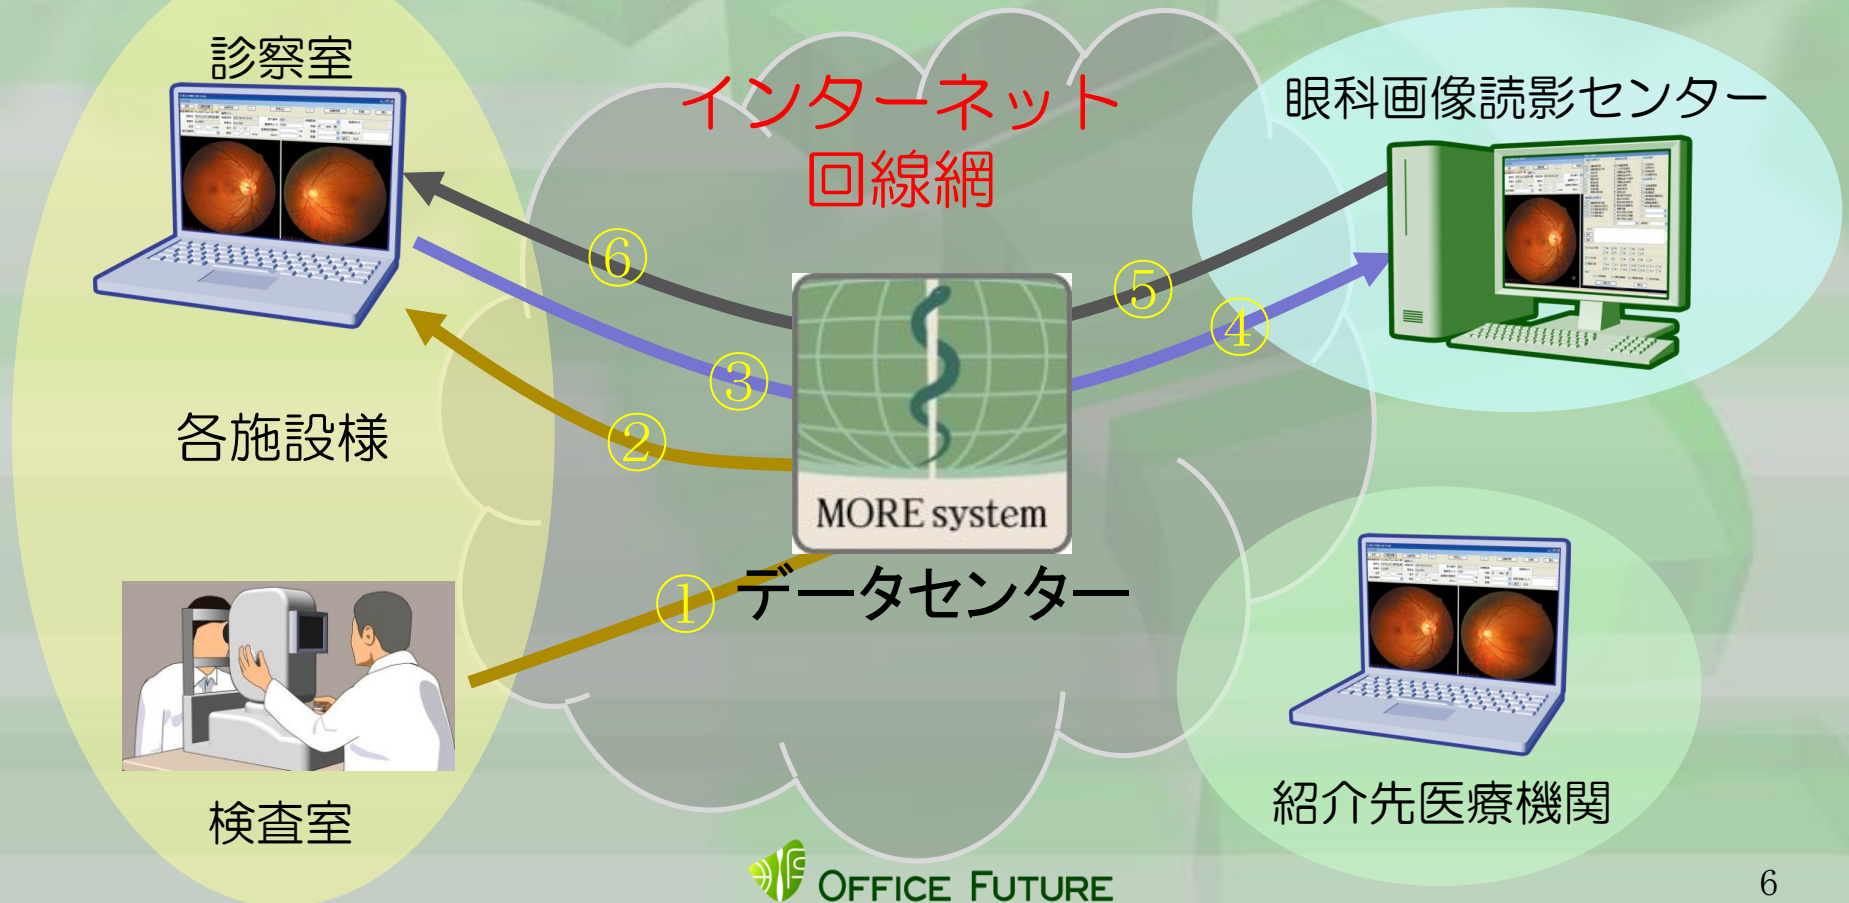 診察室
インターネット
回線網
眼科画像読影センター
⑥
⑤
④
③
②
各施設様
MORE system
データセンター
①
検査室
紹介先医療機関
OFFICE FUTURE
6